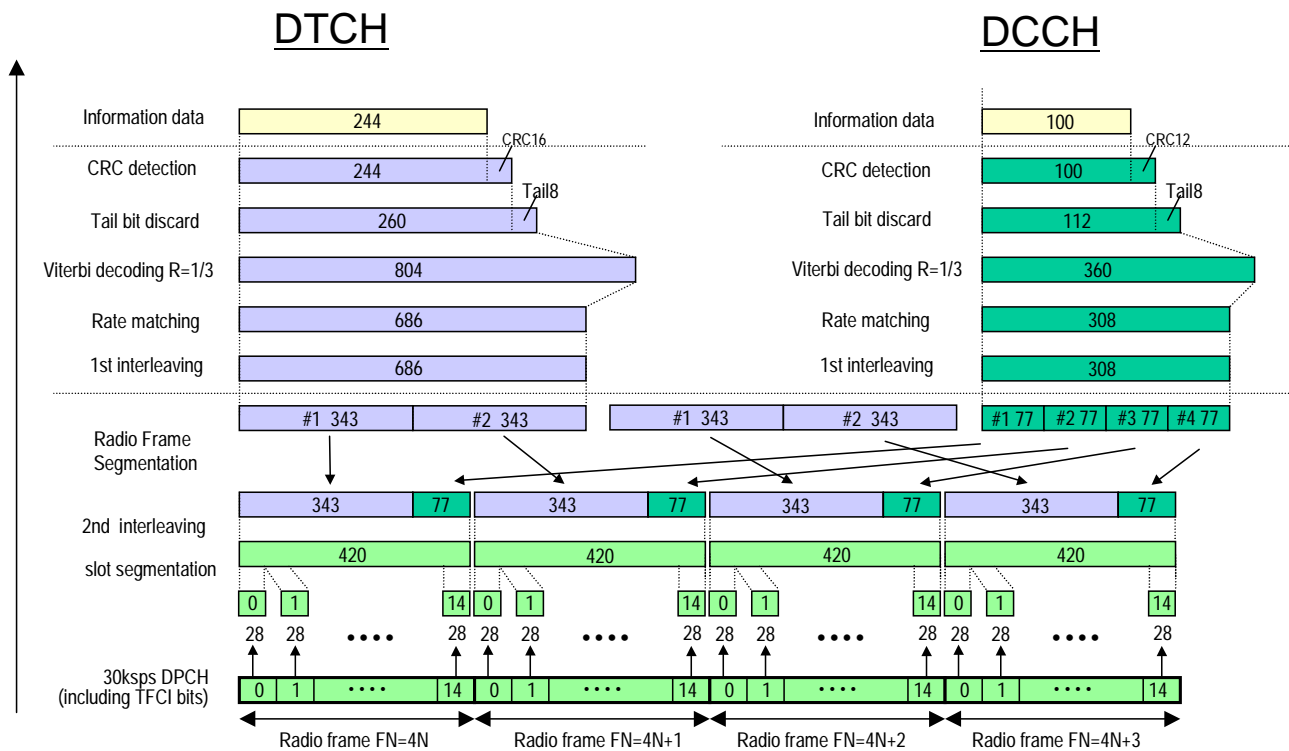 DTCH DCCH
Information data 244 Information data 100
CRC16 CRC12
CRC detection 244 CRC detection 100
Tail8 Tail8
Tail bit discard 260 Tail bit discard 112
Viterbi decoding R=1/3 804 Viterbi decoding R=1/3 360
Rate matching 686 Rate matching 308
1st interleaving 686 1st interleaving 308
#1 343 #2 343 #1 343 #2 343 #1 77 #2 77 #3 77 #4 77
Radio Frame
Segmentation
343 77 343 77 343 77 343 77
2nd interleaving
420 420 420 420
slot segmentation
0 1 14 0 1 14 0 1 14 0 1 14
28 28 •••• 28 28 28 •••• 28 28 28 •••• 28 28 28 •••• 28
30ksps DPCH
(including TFCI bits)
0 1 •••• 14 0 1 •••• 14 0 1 •••• 14 0 1 •••• 14
Radio frame FN=4N Radio frame FN=4N+1 Radio frame FN=4N+2 Radio frame FN=4N+3